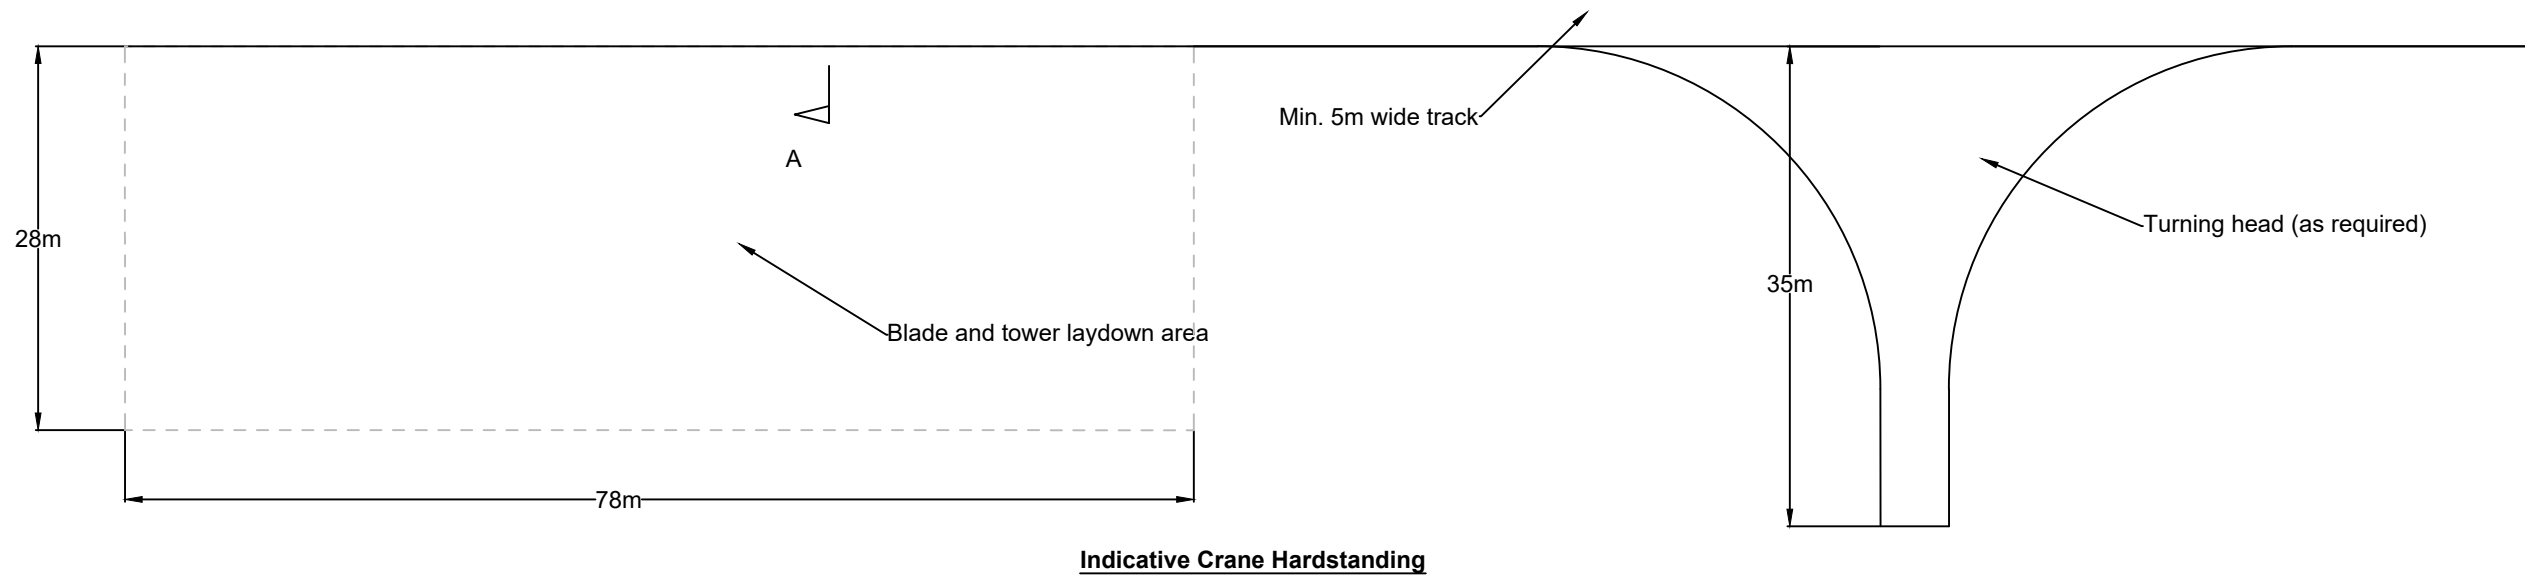 Min. 5m wide track
A
Turning head (as required)
28m
35m
Blade and tower laydown area
78m
Indicative Crane Hardstanding